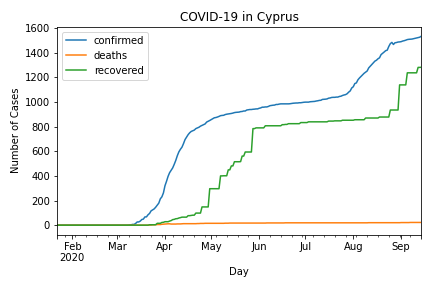 COVID-19 in Cyprus
confirmed
deaths
recovered
Number of Cases
1600
1400
1200
1000
800
600
400
200
0
Feb Mar Apr May Jun Jul Aug Sep
2020
Day